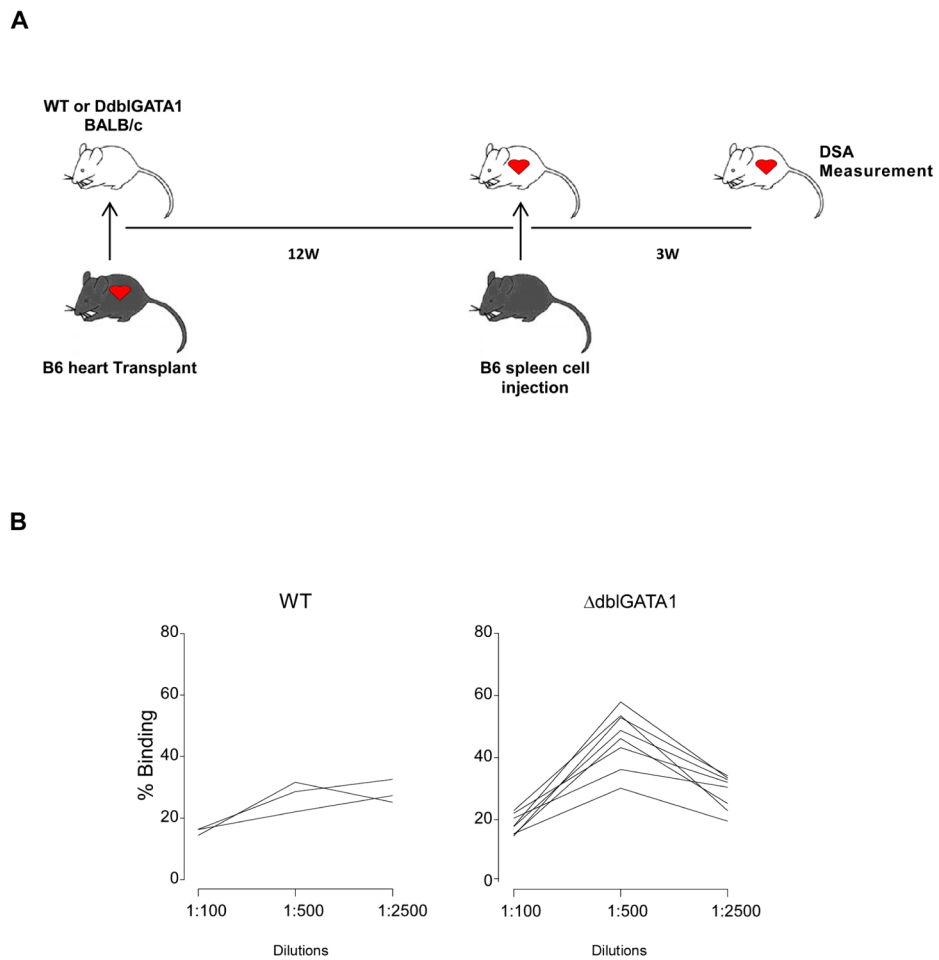 A
WT or DdblGATA1
BALB/c
DSA
Measurement
12W
3W
B6 heart Transplant
B6 spleen cell
injection
B
WT
ΔdblGATA1
% Binding
80
60
40
20
0
1:100 1:500 1:2500
Dilutions
80
60
40
20
0
1:100 1:500 1:2500
Dilutions